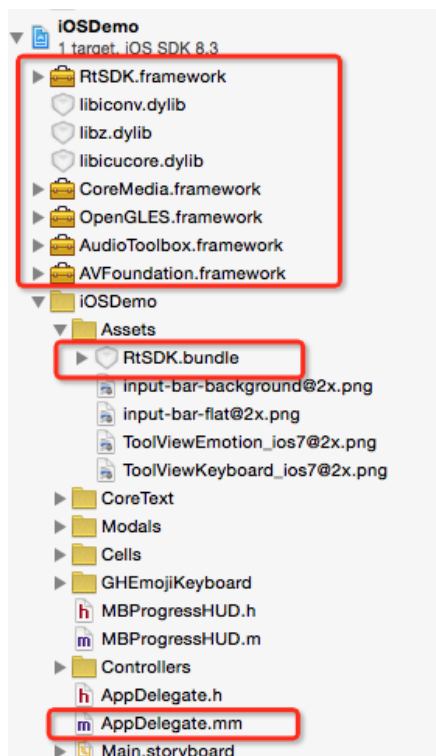 iOSDemo
1 target, iOS SDK 8.3
RtSDK.framework
libiconv.dylib
libz.dylib
libicucore.dylib
CoreMedia.framework
OpenGLES.framework
AudioToolbox.framework
AVFoundation.framework
iOSDemo
Assets
RtSDK.bundle
input-bar-background@2x.png
input-bar-flat@2x.png
ToolViewEmotion_ios7@2x.png
ToolViewKeyboard_ios7@2x.png
CoreText
Modals
Cells
GHEmojiKeyboard
h MBProgressHUD.h
m MBProgressHUD.m
Controllers
h AppDelegate.h
m AppDelegate.mm
Main.storyboard